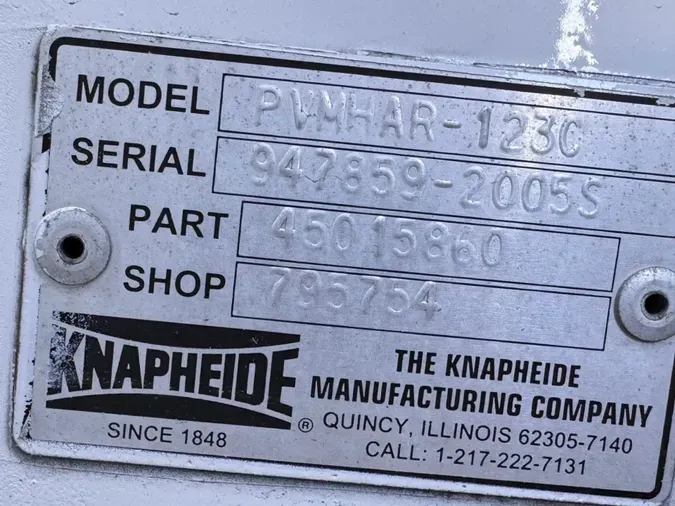 MODEL PVMHAR-123C
SERIAL 947859-2005S
PART 45015860
SHOP 795754
KNAPHEIDE ®
SINCE 1848
THE KNAPHEIDE
MANUFACTURING COMPANY
QUINCY, ILLINOIS 62305-7140
CALL: 1-217-222-7131